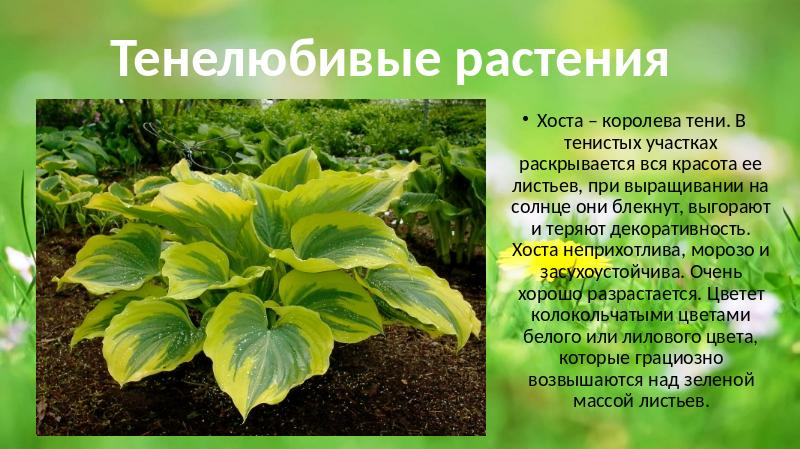 Тенелюбивые растения
• Хоста – королева тени. В
тенистых участках
раскрывается вся красота ее
листьев, при выращивании на
солнце они блекнут, выгорают
и теряют декоративность.
Хоста неприхотлива, морозо и
засухоустойчива. Очень
хорошо разрастается. Цветет
колокольчатыми цветами
белого или лилового цвета,
которые грациозно
возвышаются над зеленой
массой листьев.